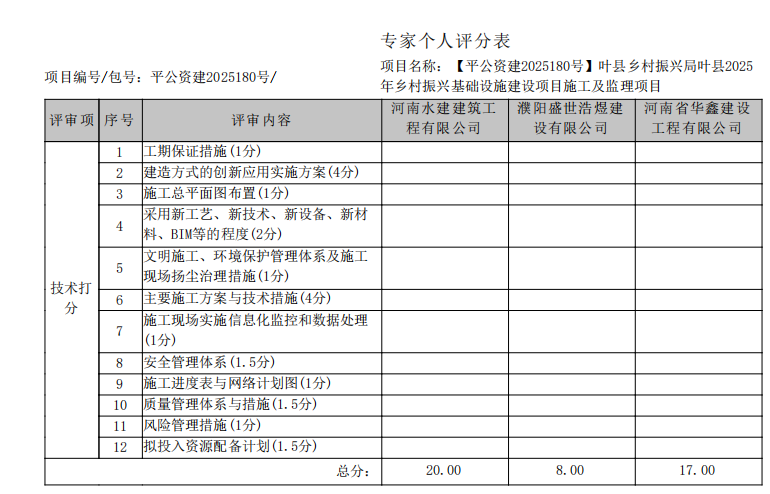 专家个人评分表
项目编号/包号: 平公资建2025180号/
项目名称: 【平公资建2025180号】叶县乡村振兴局叶县2025
年乡村振兴基础设施建设项目施工及监理项目
评审项 序号 评审内容 河南水建建筑工 濮阳盛世浩煜建 河南省华鑫建设
程有限公司 设有限公司 工程有限公司
技术打
分
1 工期保证措施(1分)
2 建造方式的创新应用实施方案(4分)
3 施工总平面图布置(1分)
4 采用新工艺、新技术、新设备、新材
料、BIM等的程度(2分)
5 文明施工、环境保护管理体系及施工
现场扬尘治理措施(1分)
6 主要施工方案与技术措施(4分)
7 施工现场实施信息化监控和数据处理
(1分)
8 安全管理体系(1.5分)
9 施工进度表与网络计划图(1分)
10 质量管理体系与措施(1.5分)
11 风险管理措施(1分)
12 拟投入资源配备计划(1.5分)
总分: 20.00 8.00 17.00